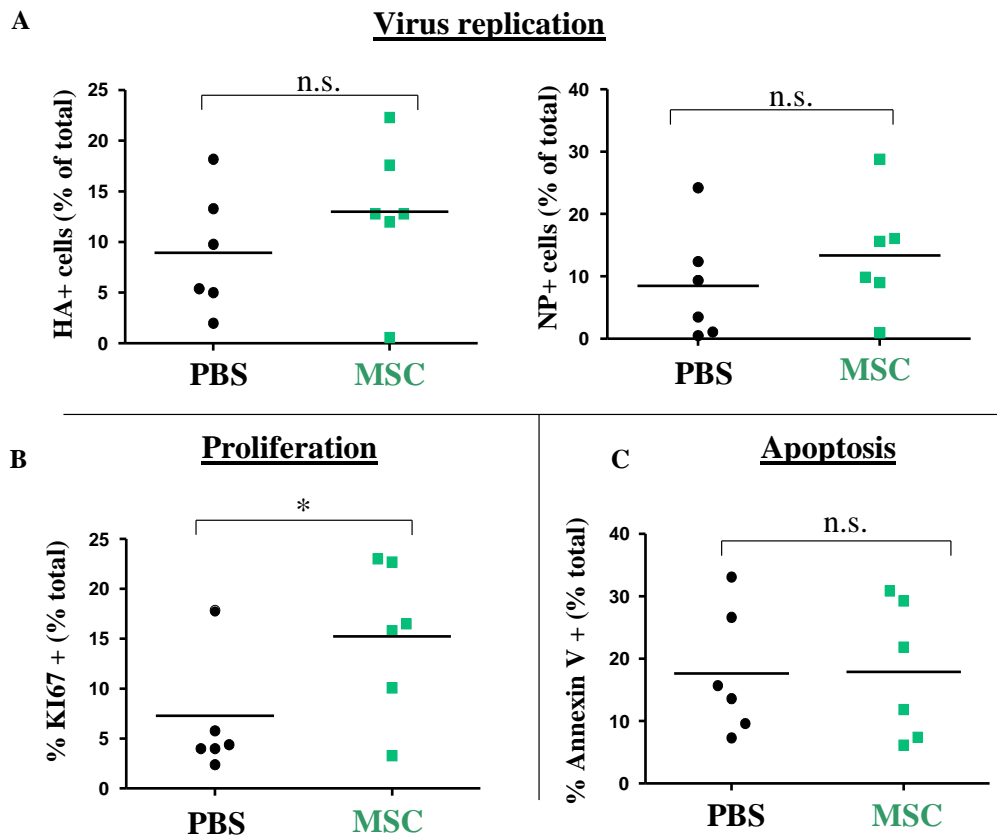 A
Virus replication
n.s.
HA+ cells (% of total)
25
20
15
10
5
0
PBS
MSC
n.s.
NP+ cells (% of total)
40
30
20
10
0
PBS
MSC
B
Proliferation
*
% KI67 + (% total)
25
20
15
10
5
0
PBS
MSC
C
Apoptosis
n.s.
% Annexin V + (% total)
40
30
20
10
0
PBS
MSC